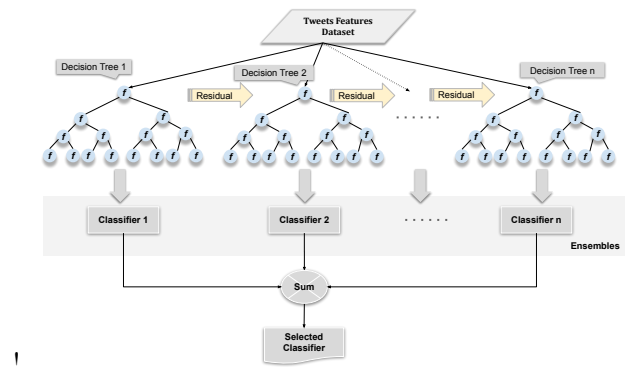 Tweets Features
Dataset
Decision Tree 1
Decision Tree 2
Decision Tree n
f
Residual
f
Residual
Residual
f
f f f f f f
f f f f f f f f f f f f
f f f f f f f f f f f f f f f f f f f f f f f f
. . . . . .
Classifier 1
Classifier 2
. . . . . .
Classifier n
Ensembles
Sum
Selected
Classifier